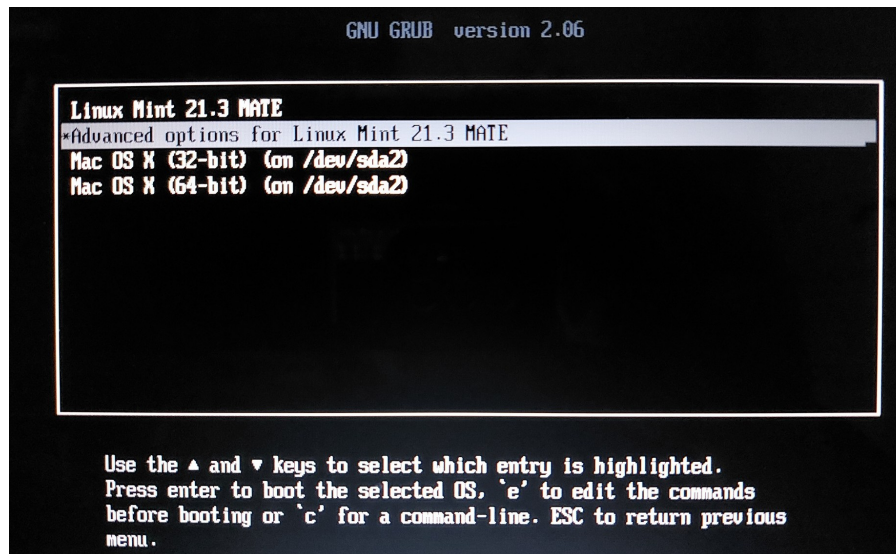 GNU GRUB version 2.06
Linux Mint 21.3 MATE
*Advanced options for Linux Mint 21.3 MATE
Mac OS X (32-bit) (on /dev/sda2)
Mac OS X (64-bit) (on /dev/sda2)
Use the ▲ and ▼ keys to select which entry is highlighted.
Press enter to boot the selected OS, `e' to edit the commands
before booting or `c' for a command-line. ESC to return previous
menu.